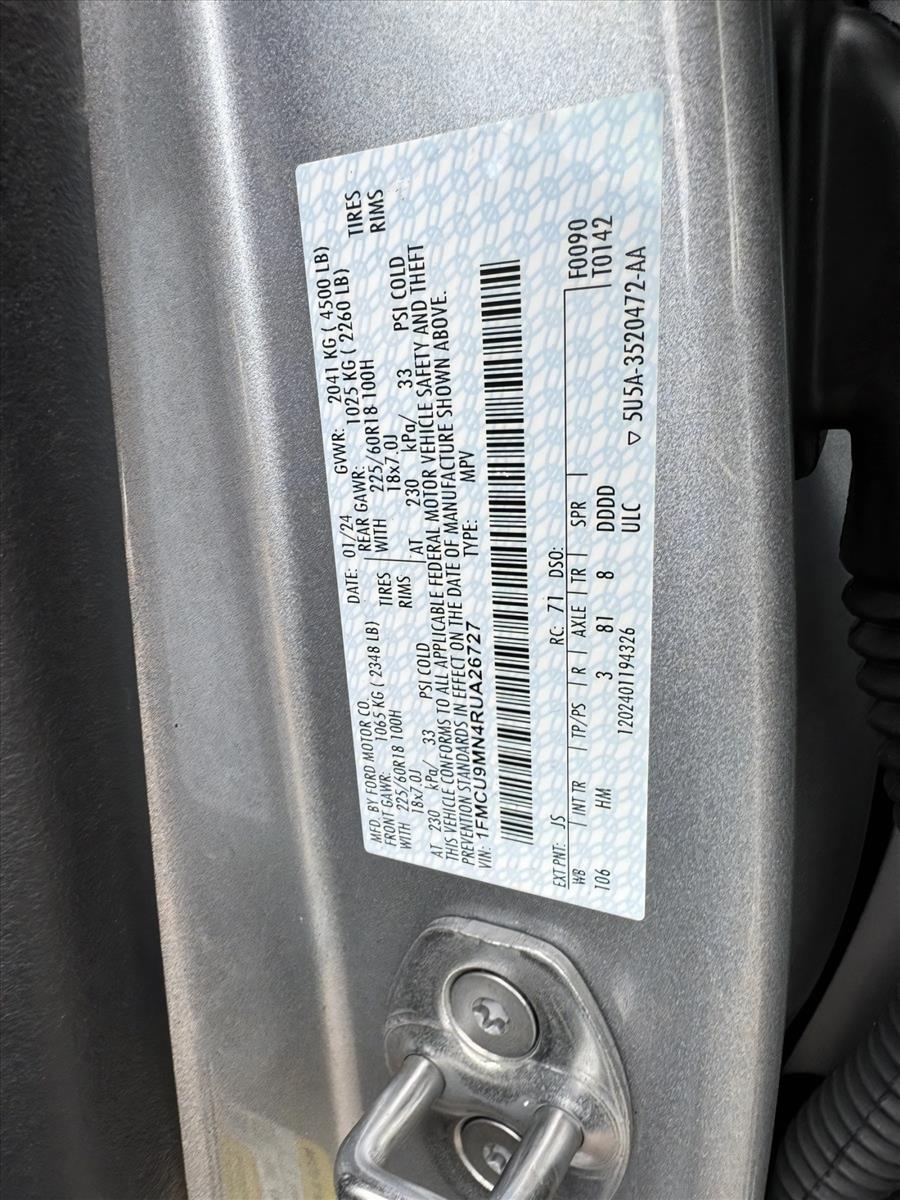 MFD. BY FORD MOTOR CO.
DATE: 01/24 GVWR: 2041 KG ( 4500 LB)
FRONT GAWR: 1065 KG ( 2348 LB) REAR GAWR: 1025 KG ( 2260 LB)
WITH 225/60R18 100H TIRES WITH 225/60R18 100H TIRES
18x7.0J RIMS 18x7.0J RIMS
AT 230 kPa/ 33 PSI COLD AT 230 kPa/ 33 PSI COLD
THIS VEHICLE CONFORMS TO ALL APPLICABLE FEDERAL MOTOR VEHICLE SAFETY AND THEFT
PREVENTION STANDARDS IN EFFECT ON THE DATE OF MANUFACTURE SHOWN ABOVE.
VIN: 1FMCU9MN4RUA26727 TYPE: MPV
EXT PNT: JS RC: 71 DSO: F0090
WB INT TR TP/PS R AXLE TR SPR T0142
106 HM 3 81 8 DDDD
1202401194326 ULC ▽ 5U5A-3520472-AA